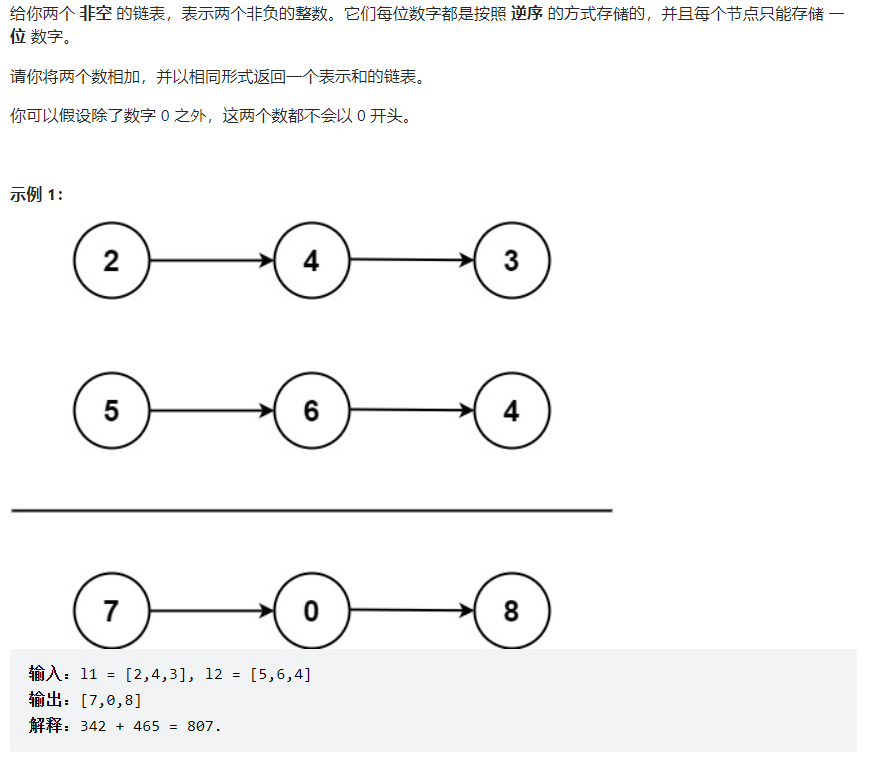 给你两个 非空 的链表，表示两个非负的整数。它们每位数字都是按照 逆序 的方式存储的，并且每个节点只能存储 一
位 数字。
请你将两个数相加，并以相同形式返回一个表示和的链表。
你可以假设除了数字 0 之外，这两个数都不会以 0 开头。
示例 1：
2 4 3
5 6 4
7 0 8
输入：l1 = [2,4,3], l2 = [5,6,4]
输出：[7,0,8]
解释：342 + 465 = 807.